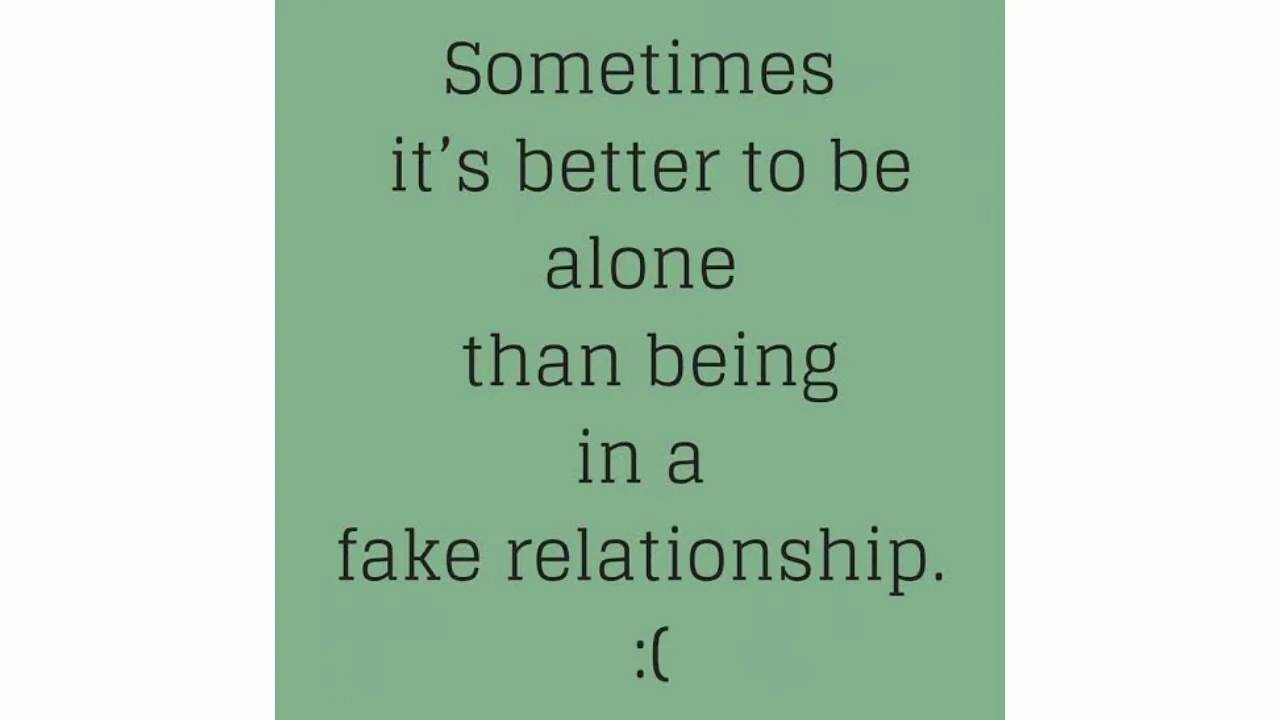 Sometimes
it’s better to be
alone
than being
in a
fake relationship.
:(